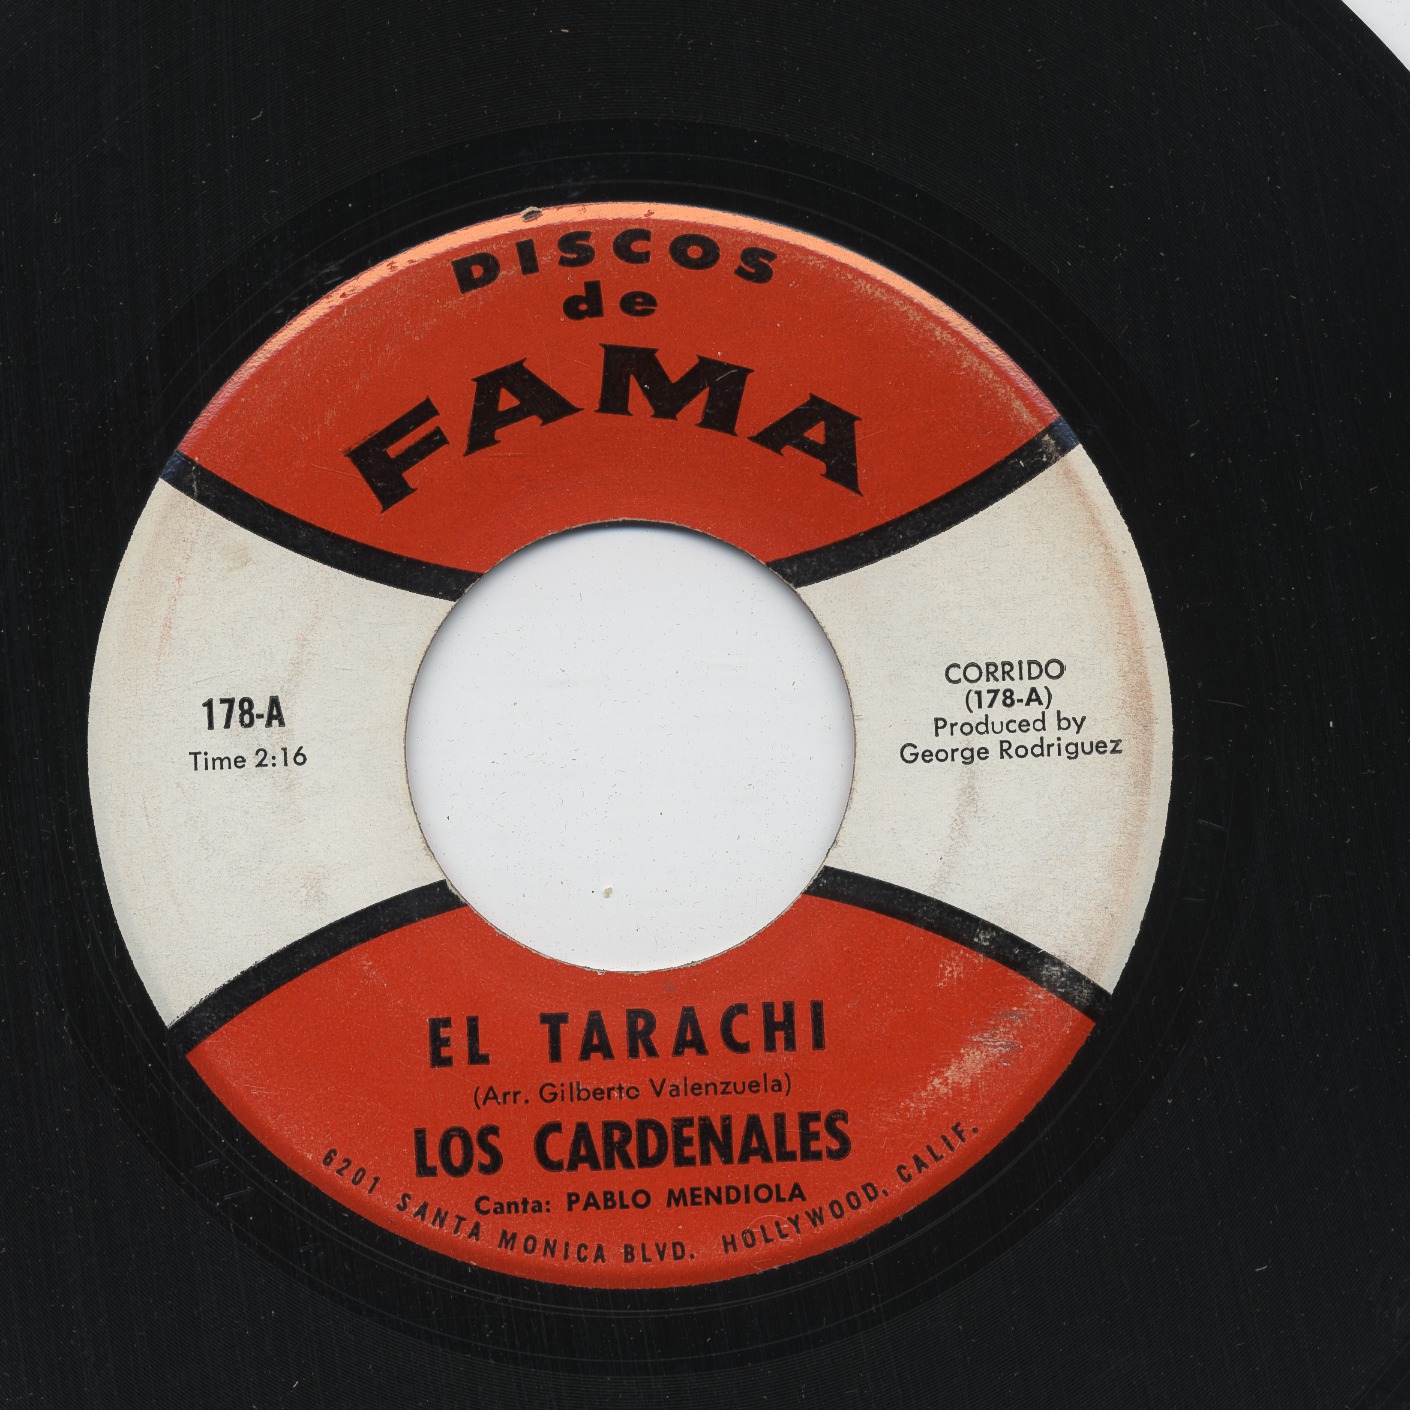 DISCOS
de
FAMA
178-A
Time 2:16
CORRIDO
(178-A)
Produced by
George Rodriguez
EL TARACHI
(Arr. Gilberto Valenzuela)
LOS CARDENALES
Canta: PABLO MENDIOLA
6201 SANTA MONICA BLVD. HOLLYWOOD, CALIF.